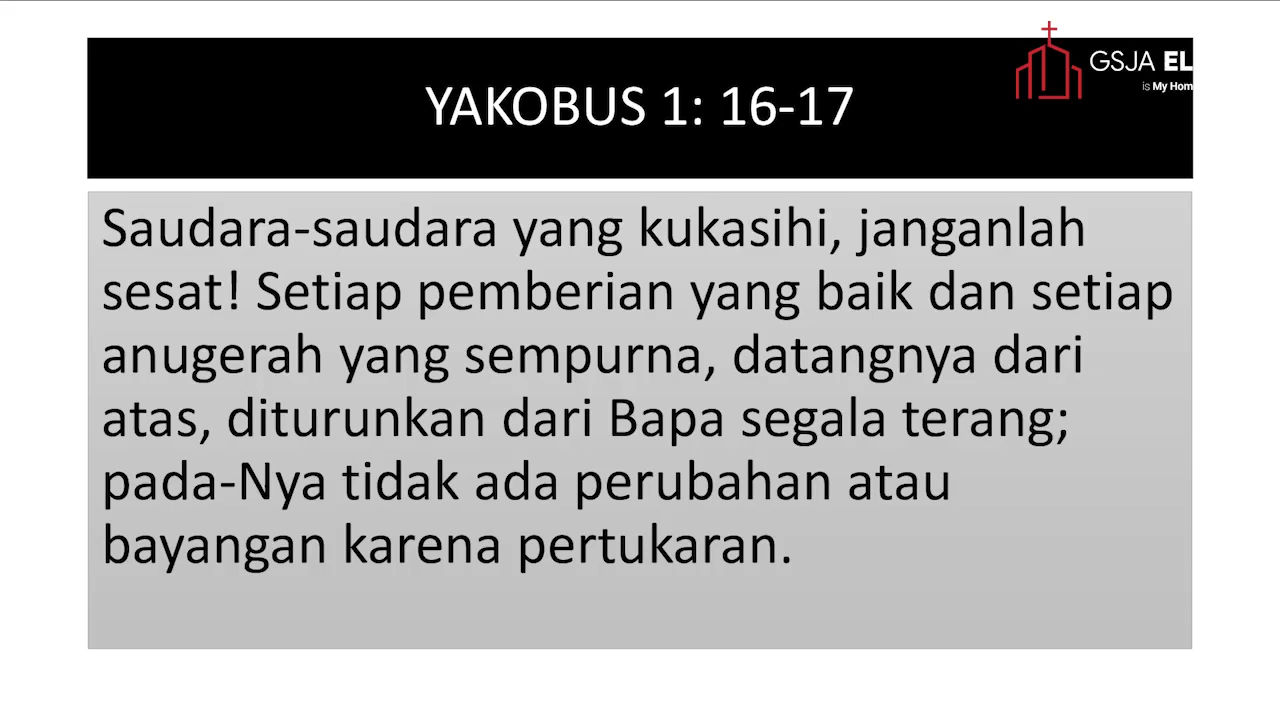 GSJA EL
is My Hom
YAKOBUS 1: 16-17
Saudara-saudara yang kukasihi, janganlah
sesat! Setiap pemberian yang baik dan setiap
anugerah yang sempurna, datangnya dari
atas, diturunkan dari Bapa segala terang;
pada-Nya tidak ada perubahan atau
bayangan karena pertukaran.